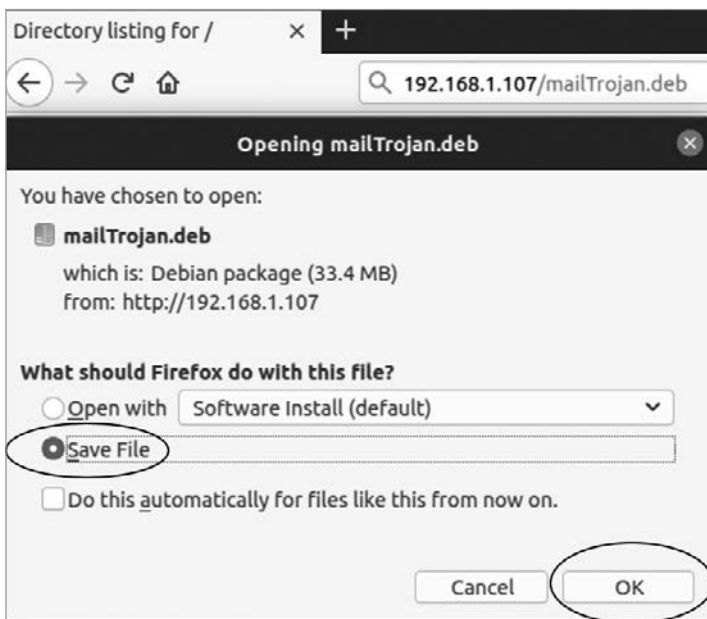 Directory listing for /
192.168.1.107/mailTrojan.deb
Opening mailTrojan.deb
You have chosen to open:
mailTrojan.deb
which is: Debian package (33.4 MB)
from: http://192.168.1.107
What should Firefox do with this file?
Open with Software Install (default)
Save File
Do this automatically for files like this from now on.
Cancel OK